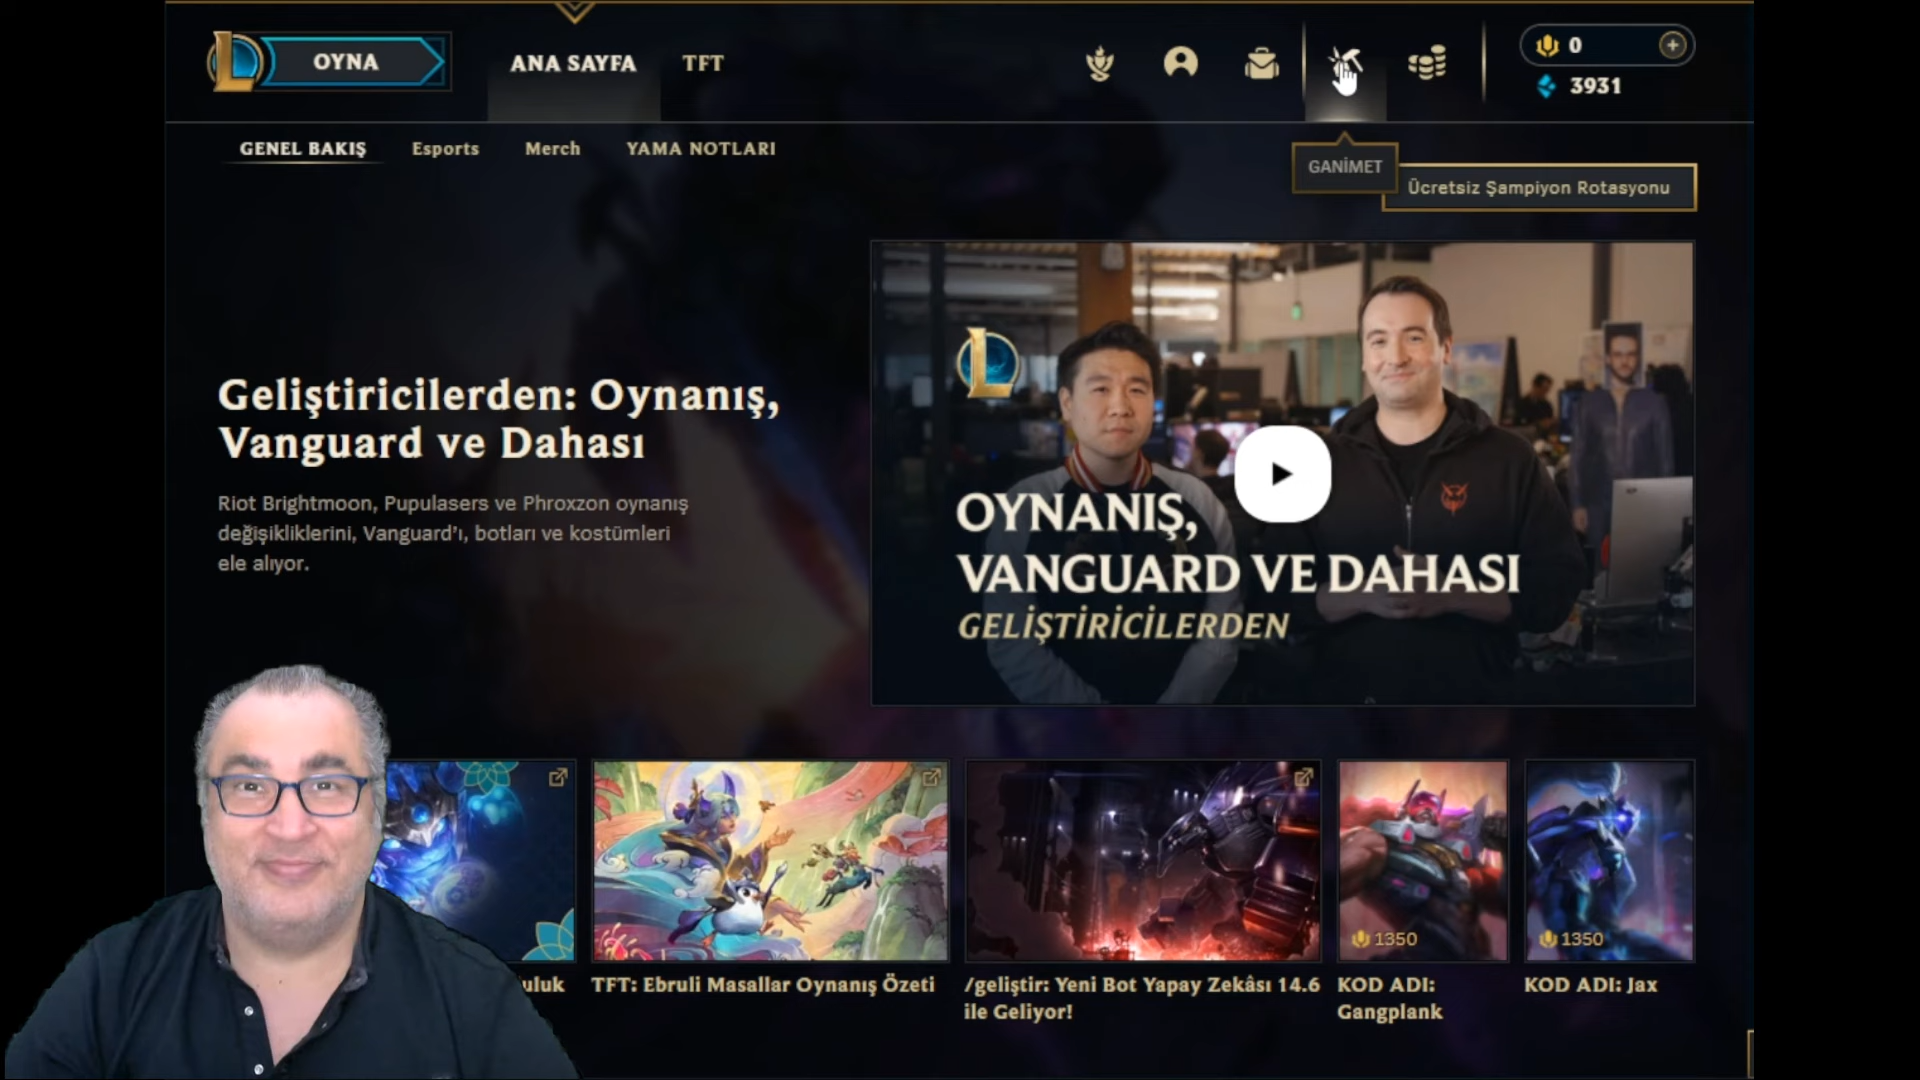 OYNA
ANA SAYFA
TFT
0
3931
GENEL BAKIŞ
Esports
Merch
YAMA NOTLARI
GANİMET
Ücretsiz Şampiyon Rotasyonu
Geliştiricilerden: Oynanış,
Vanguard ve Dahası
Riot Brightmoon, Pupulasers ve Phroxzon oynanış
değişikliklerini, Vanguard'ı, botları ve kostümleri
ele alıyor.
OYNANIŞ,
VANGUARD VE DAHASI
GELİŞTİRİCİLERDEN
1350
1350
TFT: Ebruli Masallar Oynanış Özeti
/geliştir: Yeni Bot Yapay Zekâsı 14.6
ile Geliyor!
KOD ADI:
Gangplank
KOD ADI: Jax